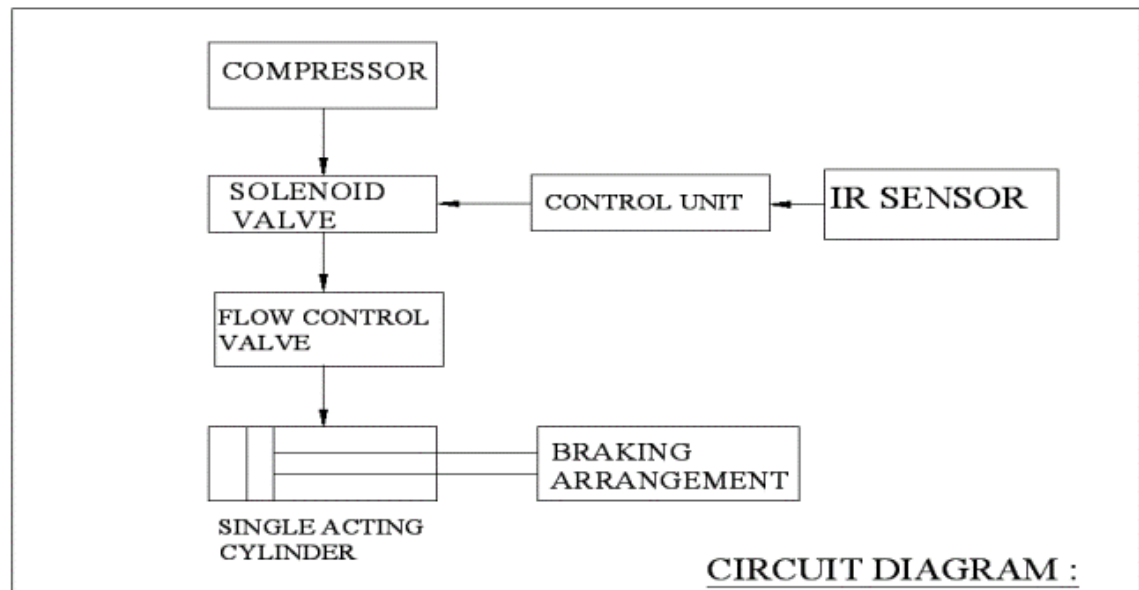 COMPRESSOR
SOLENOID
VALVE
CONTROL UNIT
IR SENSOR
FLOW CONTROL
VALVE
BRAKING
ARRANGEMENT
SINGLE ACTING
CYLINDER
CIRCUIT DIAGRAM :